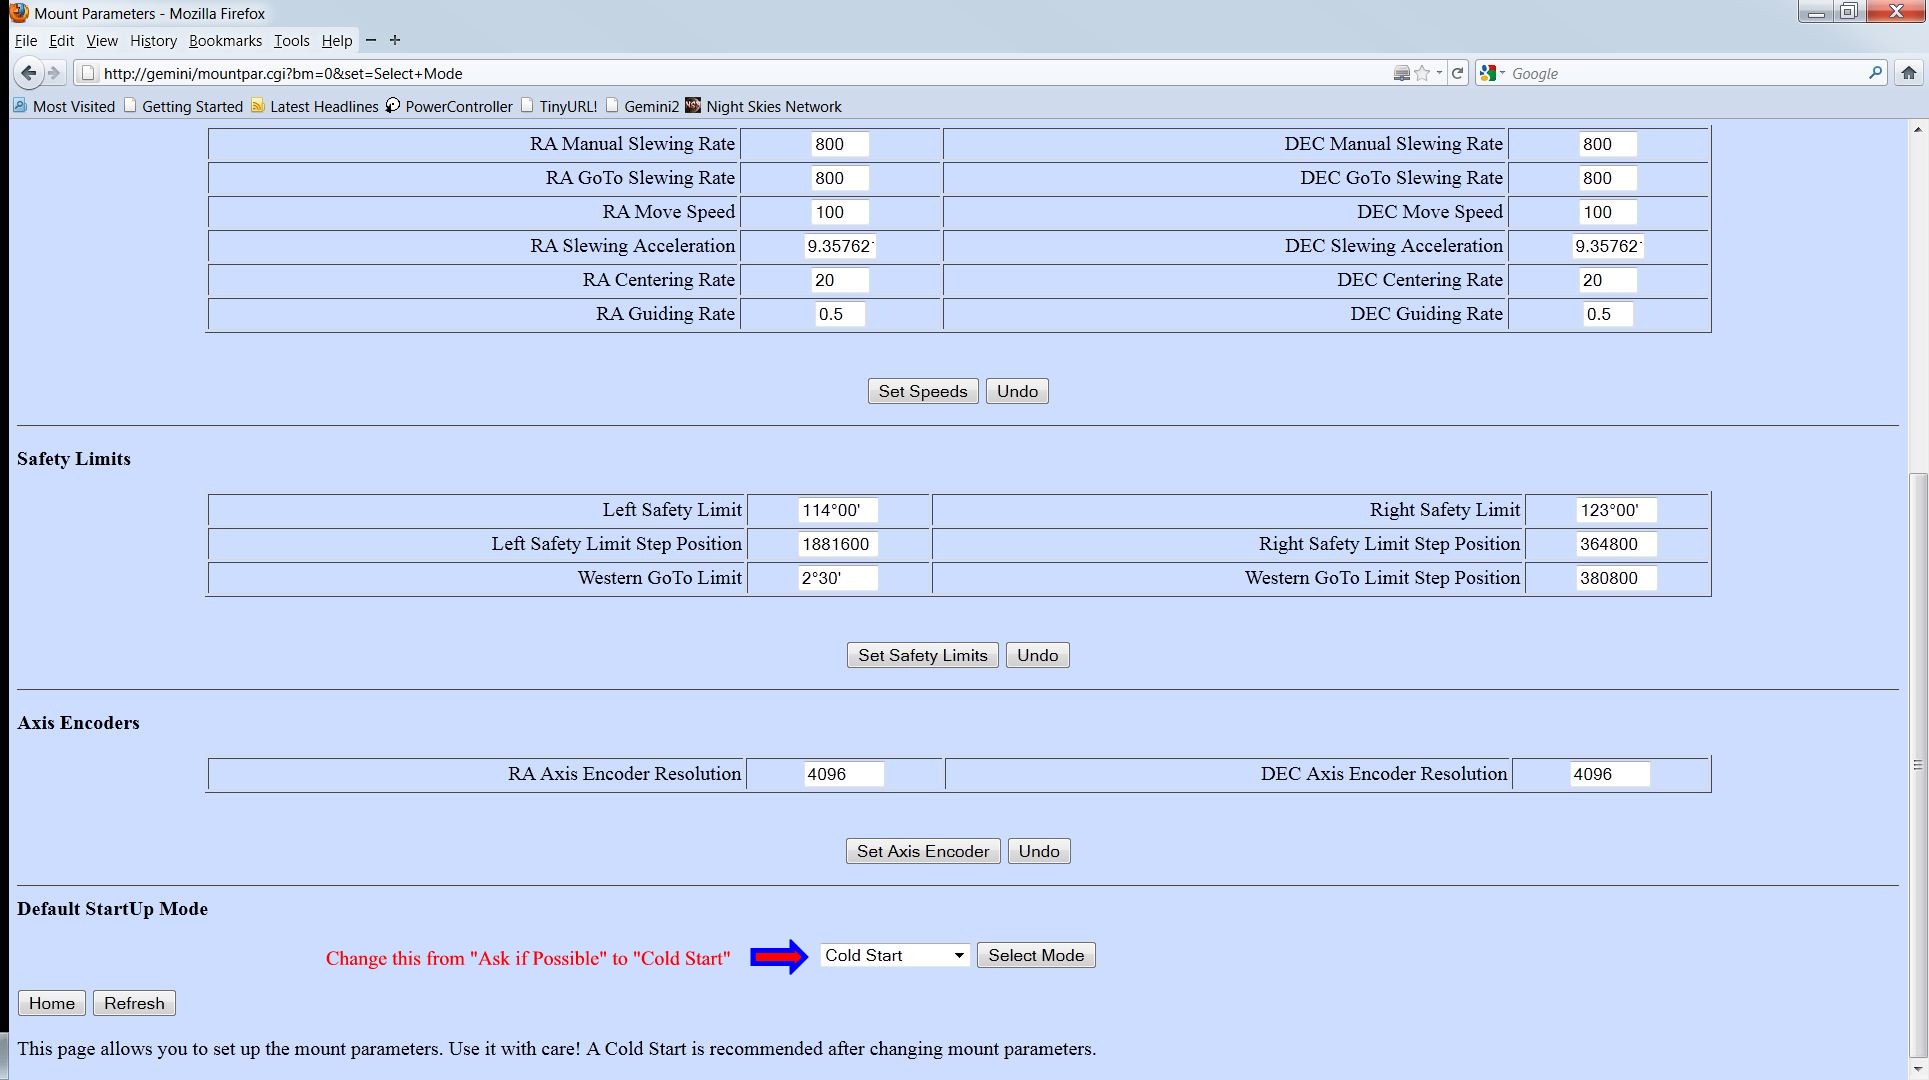 Mount Parameters - Mozilla Firefox
File Edit View History Bookmarks Tools Help
http://gemini/mountpar.cgi?bm=0&set=Select+Mode Google
Most Visited Getting Started Latest Headlines PowerController TinyURL! Gemini2 Night Skies Network
RA Manual Slewing Rate 800 DEC Manual Slewing Rate 800
RA GoTo Slewing Rate 800 DEC GoTo Slewing Rate 800
RA Move Speed 100 DEC Move Speed 100
RA Slewing Acceleration 9.35762 DEC Slewing Acceleration 9.35762
RA Centering Rate 20 DEC Centering Rate 20
RA Guiding Rate 0.5 DEC Guiding Rate 0.5
Set Speeds Undo
Safety Limits
Left Safety Limit 114°00' Right Safety Limit 123°00'
Left Safety Limit Step Position 1881600 Right Safety Limit Step Position 364800
Western GoTo Limit 2°30' Western GoTo Limit Step Position 380800
Set Safety Limits Undo
Axis Encoders
RA Axis Encoder Resolution 4096 DEC Axis Encoder Resolution 4096
Set Axis Encoder Undo
Default StartUp Mode
Change this from "Ask if Possible" to "Cold Start" Cold Start Select Mode
Home Refresh
This page allows you to set up the mount parameters. Use it with care! A Cold Start is recommended after changing mount parameters.